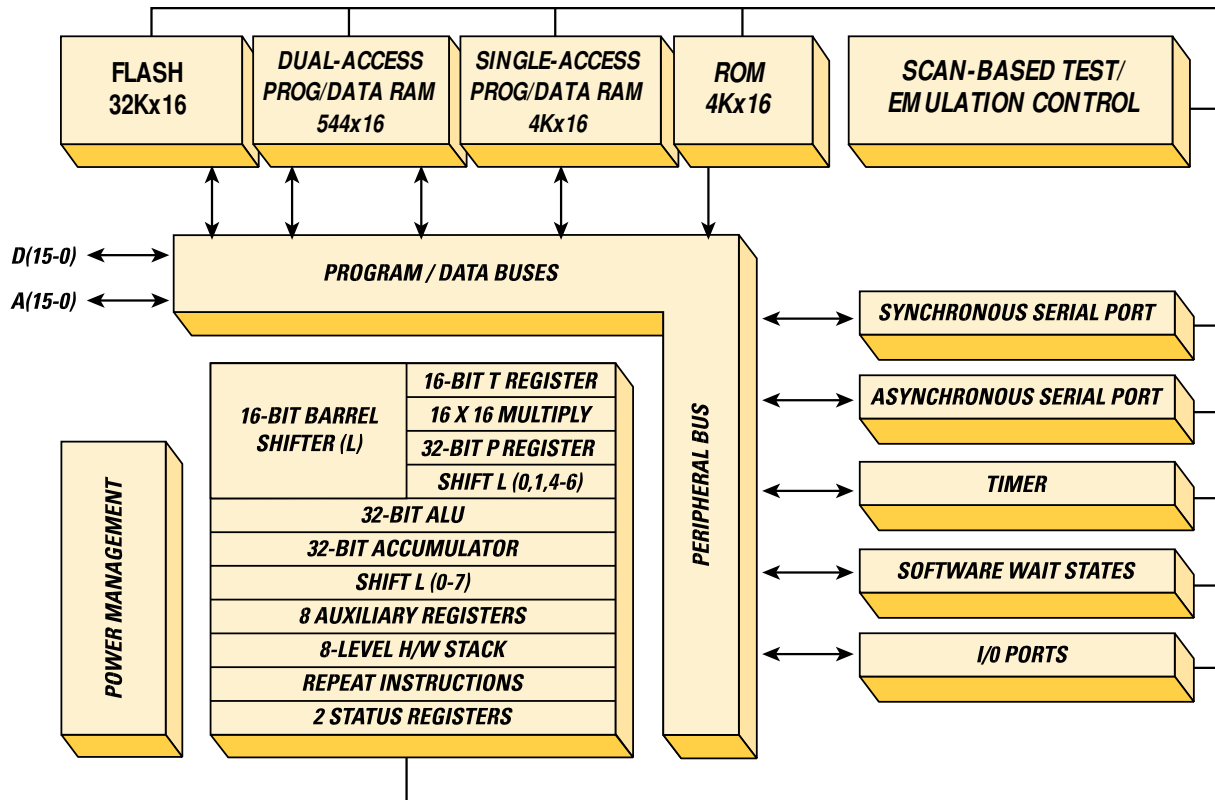 FLASH
32Kx16
DUAL-ACCESS
PROG/DATA RAM
544x16
SINGLE-ACCESS
PROG/DATA RAM
4Kx16
ROM
4Kx16
SCAN-BASED TEST/
EMULATION CONTROL
D(15-0)
A(15-0)
PROGRAM / DATA BUSES
PERIPHERAL BUS
SYNCHRONOUS SERIAL PORT
ASYNCHRONOUS SERIAL PORT
TIMER
SOFTWARE WAIT STATES
I/O PORTS
POWER MANAGEMENT
16-BIT BARREL
SHIFTER (L)
16-BIT T REGISTER
16 X 16 MULTIPLY
32-BIT P REGISTER
SHIFT L (0,1,4-6)
32-BIT ALU
32-BIT ACCUMULATOR
SHIFT L (0-7)
8 AUXILIARY REGISTERS
8-LEVEL H/W STACK
REPEAT INSTRUCTIONS
2 STATUS REGISTERS